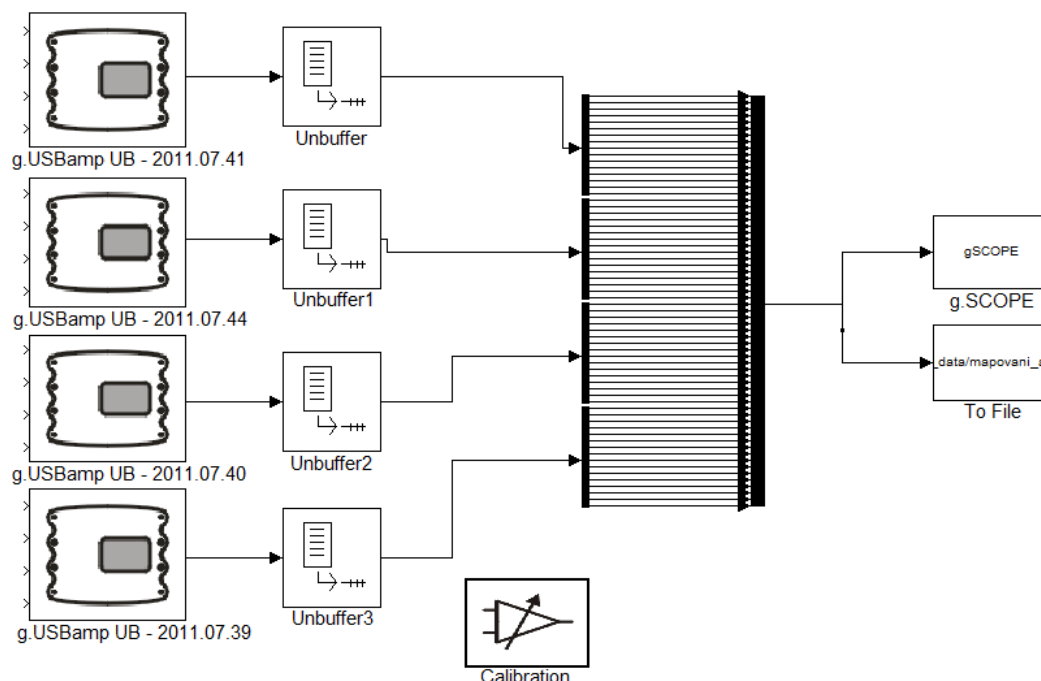 g.USBamp UB - 2011.07.41
Unbuffer
g.USBamp UB - 2011.07.44
Unbuffer1
g.USBamp UB - 2011.07.40
Unbuffer2
g.USBamp UB - 2011.07.39
Unbuffer3
Calibration
gSCOPE
g.SCOPE
_data/mapovani_a
To File